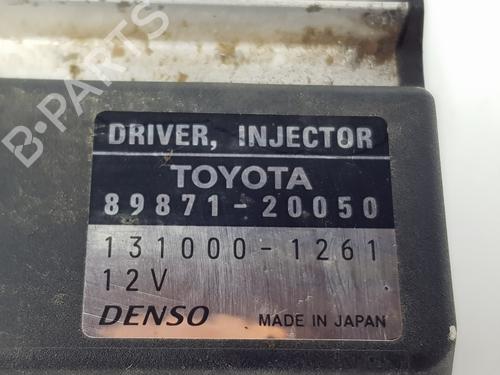 B-PARTS
DRIVER, INJECTOR
TOYOTA
89871-20050
131000-1261
12V
DENSO MADE IN JAPAN